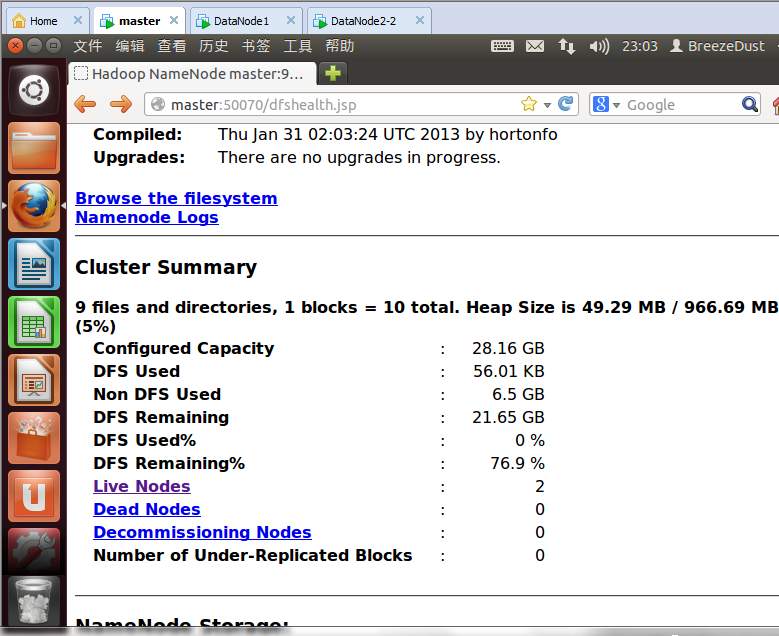 Home
master
DataNode1
DataNode2-2
文件 编辑 查看 历史 书签 工具 帮助
23:03 BreezeDust
Hadoop NameNode master:9...
master:50070/dfshealth.jsp
8 Google
Compiled: Thu Jan 31 02:03:24 UTC 2013 by hortonfo
Upgrades: There are no upgrades in progress.
Browse the filesystem
Namenode Logs
Cluster Summary
9 files and directories, 1 blocks = 10 total. Heap Size is 49.29 MB / 966.69 MB
(5%)
Configured Capacity : 28.16 GB
DFS Used : 56.01 KB
Non DFS Used : 6.5 GB
DFS Remaining : 21.65 GB
DFS Used% : 0 %
DFS Remaining% : 76.9 %
Live Nodes : 2
Dead Nodes : 0
Decommissioning Nodes : 0
Number of Under-Replicated Blocks : 0
NameNode Storage: